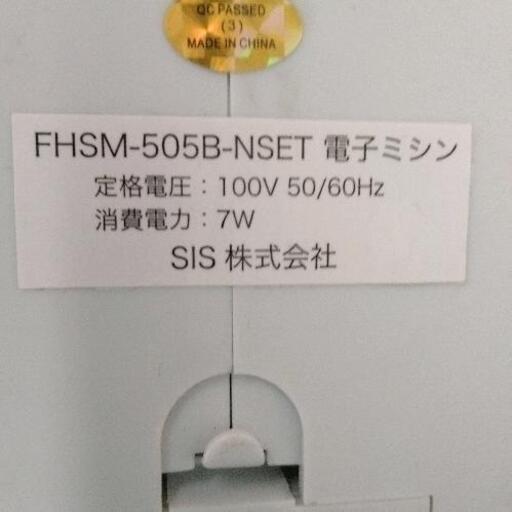 QC PASSED
(3)
MADE IN CHINA
FHSM-505B-NSET 電子ミシン
定格電圧：100V 50/60Hz
消費電力：7W
SIS 株式会社